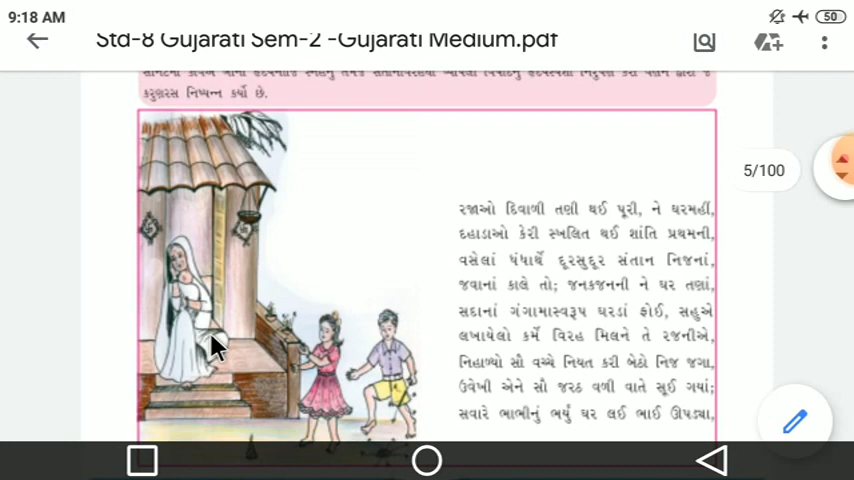 9:18 AM
50
Std-8 Gujarati Sem-2 -Gujarati Medium.pdf
કરુણરસ નિષ્પન્ન કર્યો છે.
5/100
રજાઓ દિવાળી તણી થઈ પૂરી, ને ઘરમહીં,
દહાડાઓ કેરી સ્ખલિત થઈ શાંતિ પ્રથમની,
વસેલાં ધંધાર્થે દૂરસુદૂર સંતાન નિજનાં,
જવાનાં કાલે તો; જનકજનની ને ઘર તણાં,
સદાનાં ગંગામાસ્વરૂપ ઘરડાં ફોઈ, સહુએ
લખાયેલો કર્મે વિરહ મિલને તે રજનીએ,
નિહાળ્યો સૌ વચ્ચે નિયત કરી બેઠો નિજ જગા,
ઉવેખી એને સૌ જરઠ વળી વાતે સૂઈ ગયાં;
સવારે ભાભીનું ભર્યું ઘર લઈ ભાઈ ઊપડ્યા,